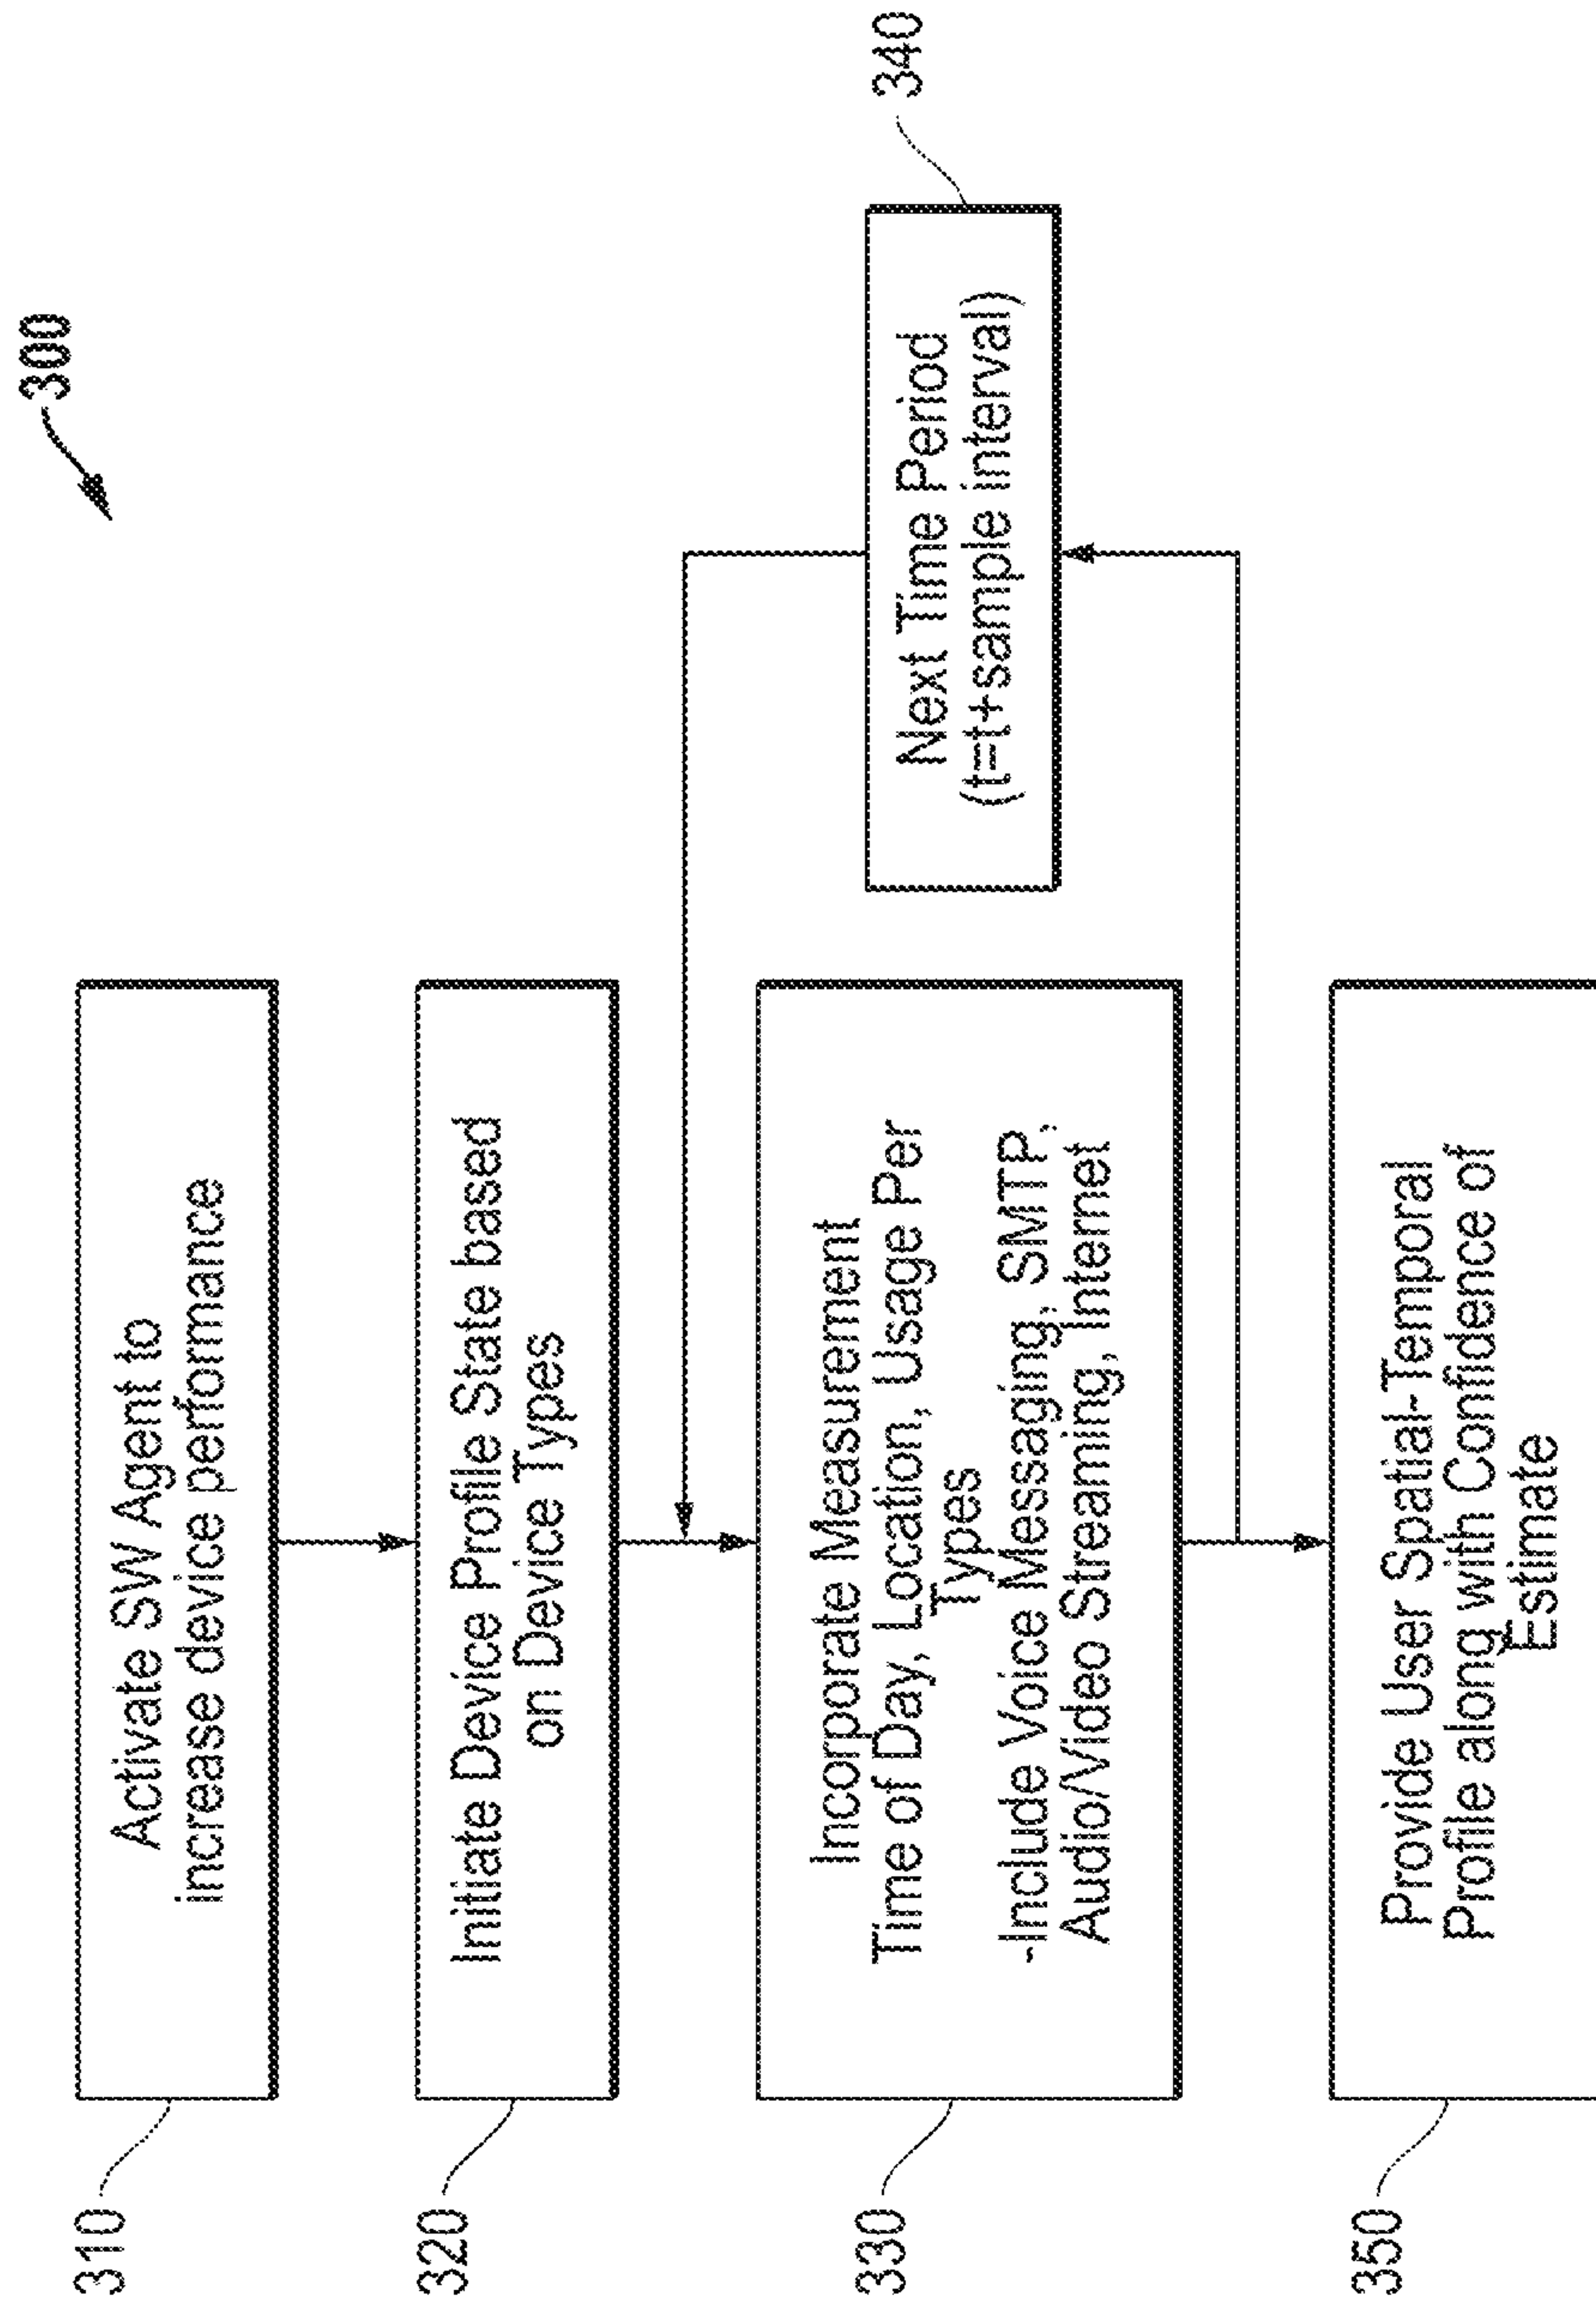 300
310
Activate SW Agent to
increase device performance
320
Initiate Device Profile State based
on Device Types
330
Incorporate Measurement
Time of Day, Location, Usage Per
Types
-Include Voice Messaging, SMTP,
Audio/Video Streaming, Internet
340
Next Time Period
(t=t+sample interval)
350
Provide User Spatial-Temporal
Profile along with Confidence of
Estimate